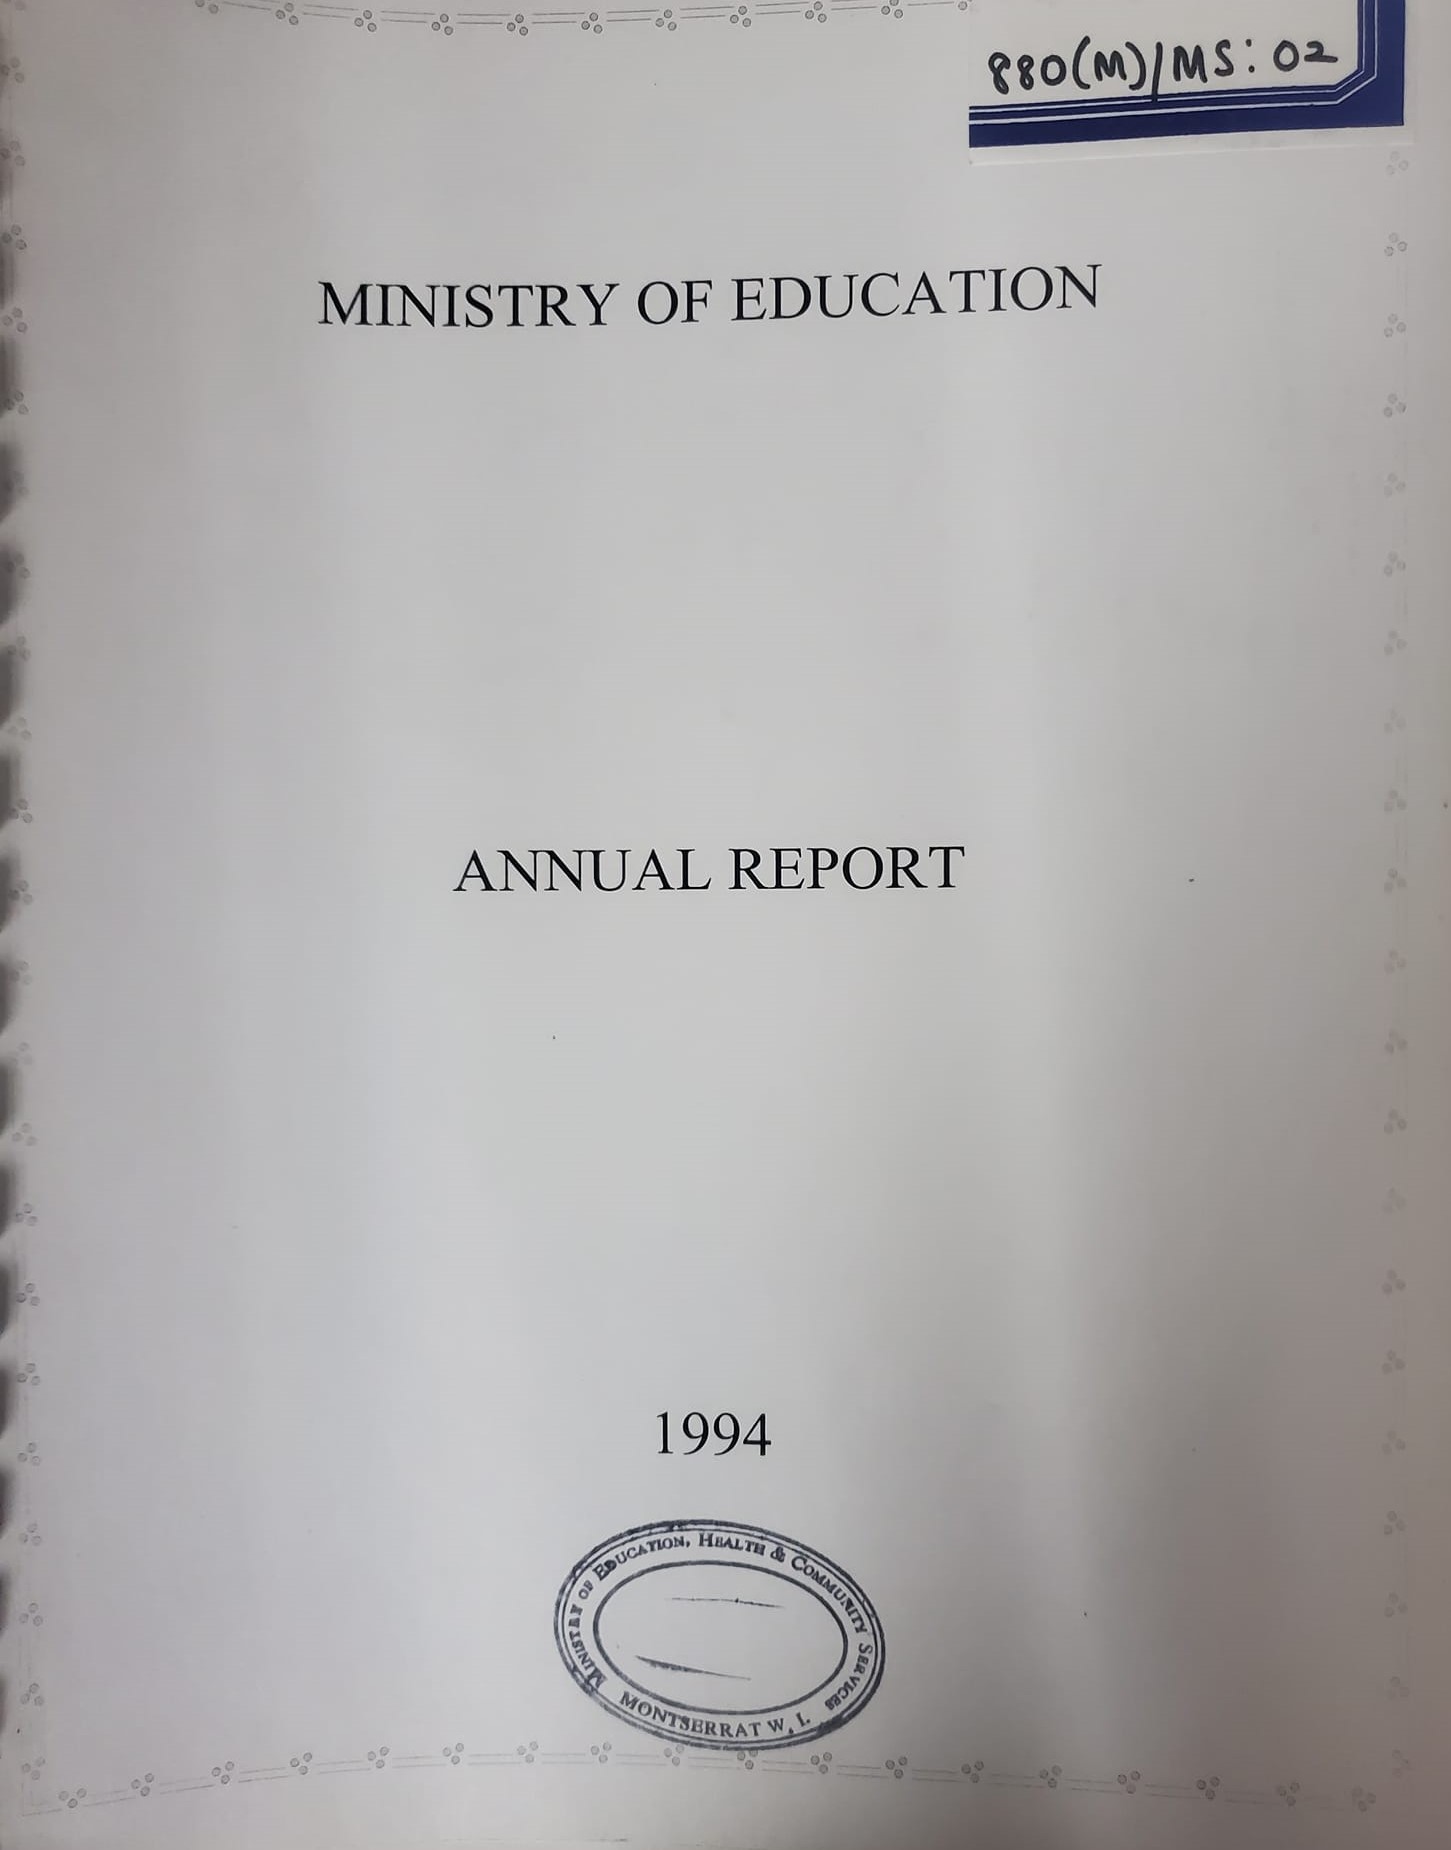 880(M)/MS: 02
MINISTRY OF EDUCATION
ANNUAL REPORT
1994
MINISTRY OF EDUCATION, HEALTH & COMMUNITY SERVICES
MONTSERRAT W. I.